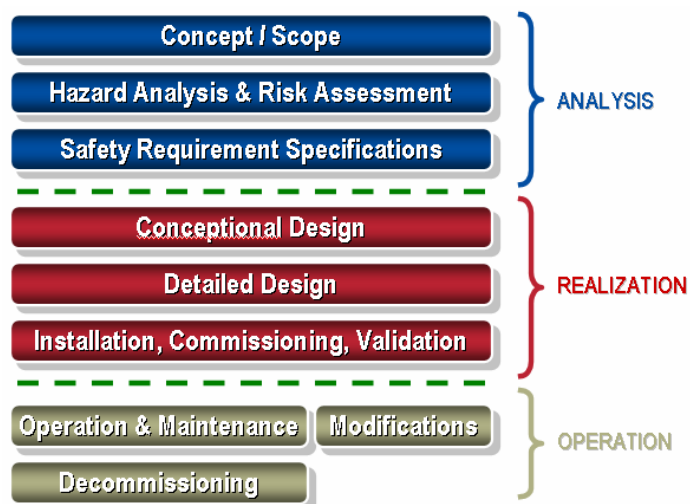 Concept / Scope
Hazard Analysis & Risk Assessment
ANALYSIS
Safety Requirement Specifications
Conceptional Design
Detailed Design
REALIZATION
Installation, Commissioning, Validation
Operation & Maintenance
Modifications
OPERATION
Decommissioning